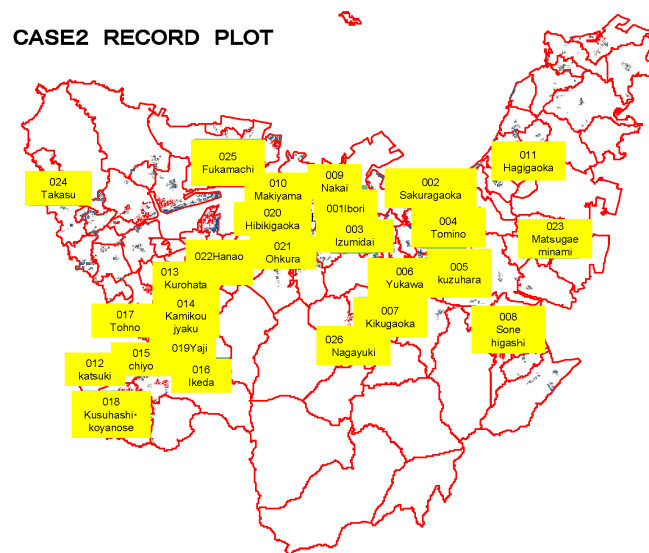 CASE2 RECORD PLOT
025
Fukamachi
011
Hagigaoka
009
Nakai
024
Takasu
010
Makiyama
002
Sakuragaoka
001Ibori
020
Hibikigaoka
004
Tomino
003
Izumidai
023
Matsugae
minami
021
Ohkura
022Hanao
013
Kurohata
006
Yukawa
005
kuzuhara
014
Kamikou
jyaku
017
Tohno
007
Kikugaoka
008
Sone
higashi
026
Nagayuki
019Yaji
015
chiyo
012
katsuki
016
Ikeda
018
Kusuhashi・
koyanose